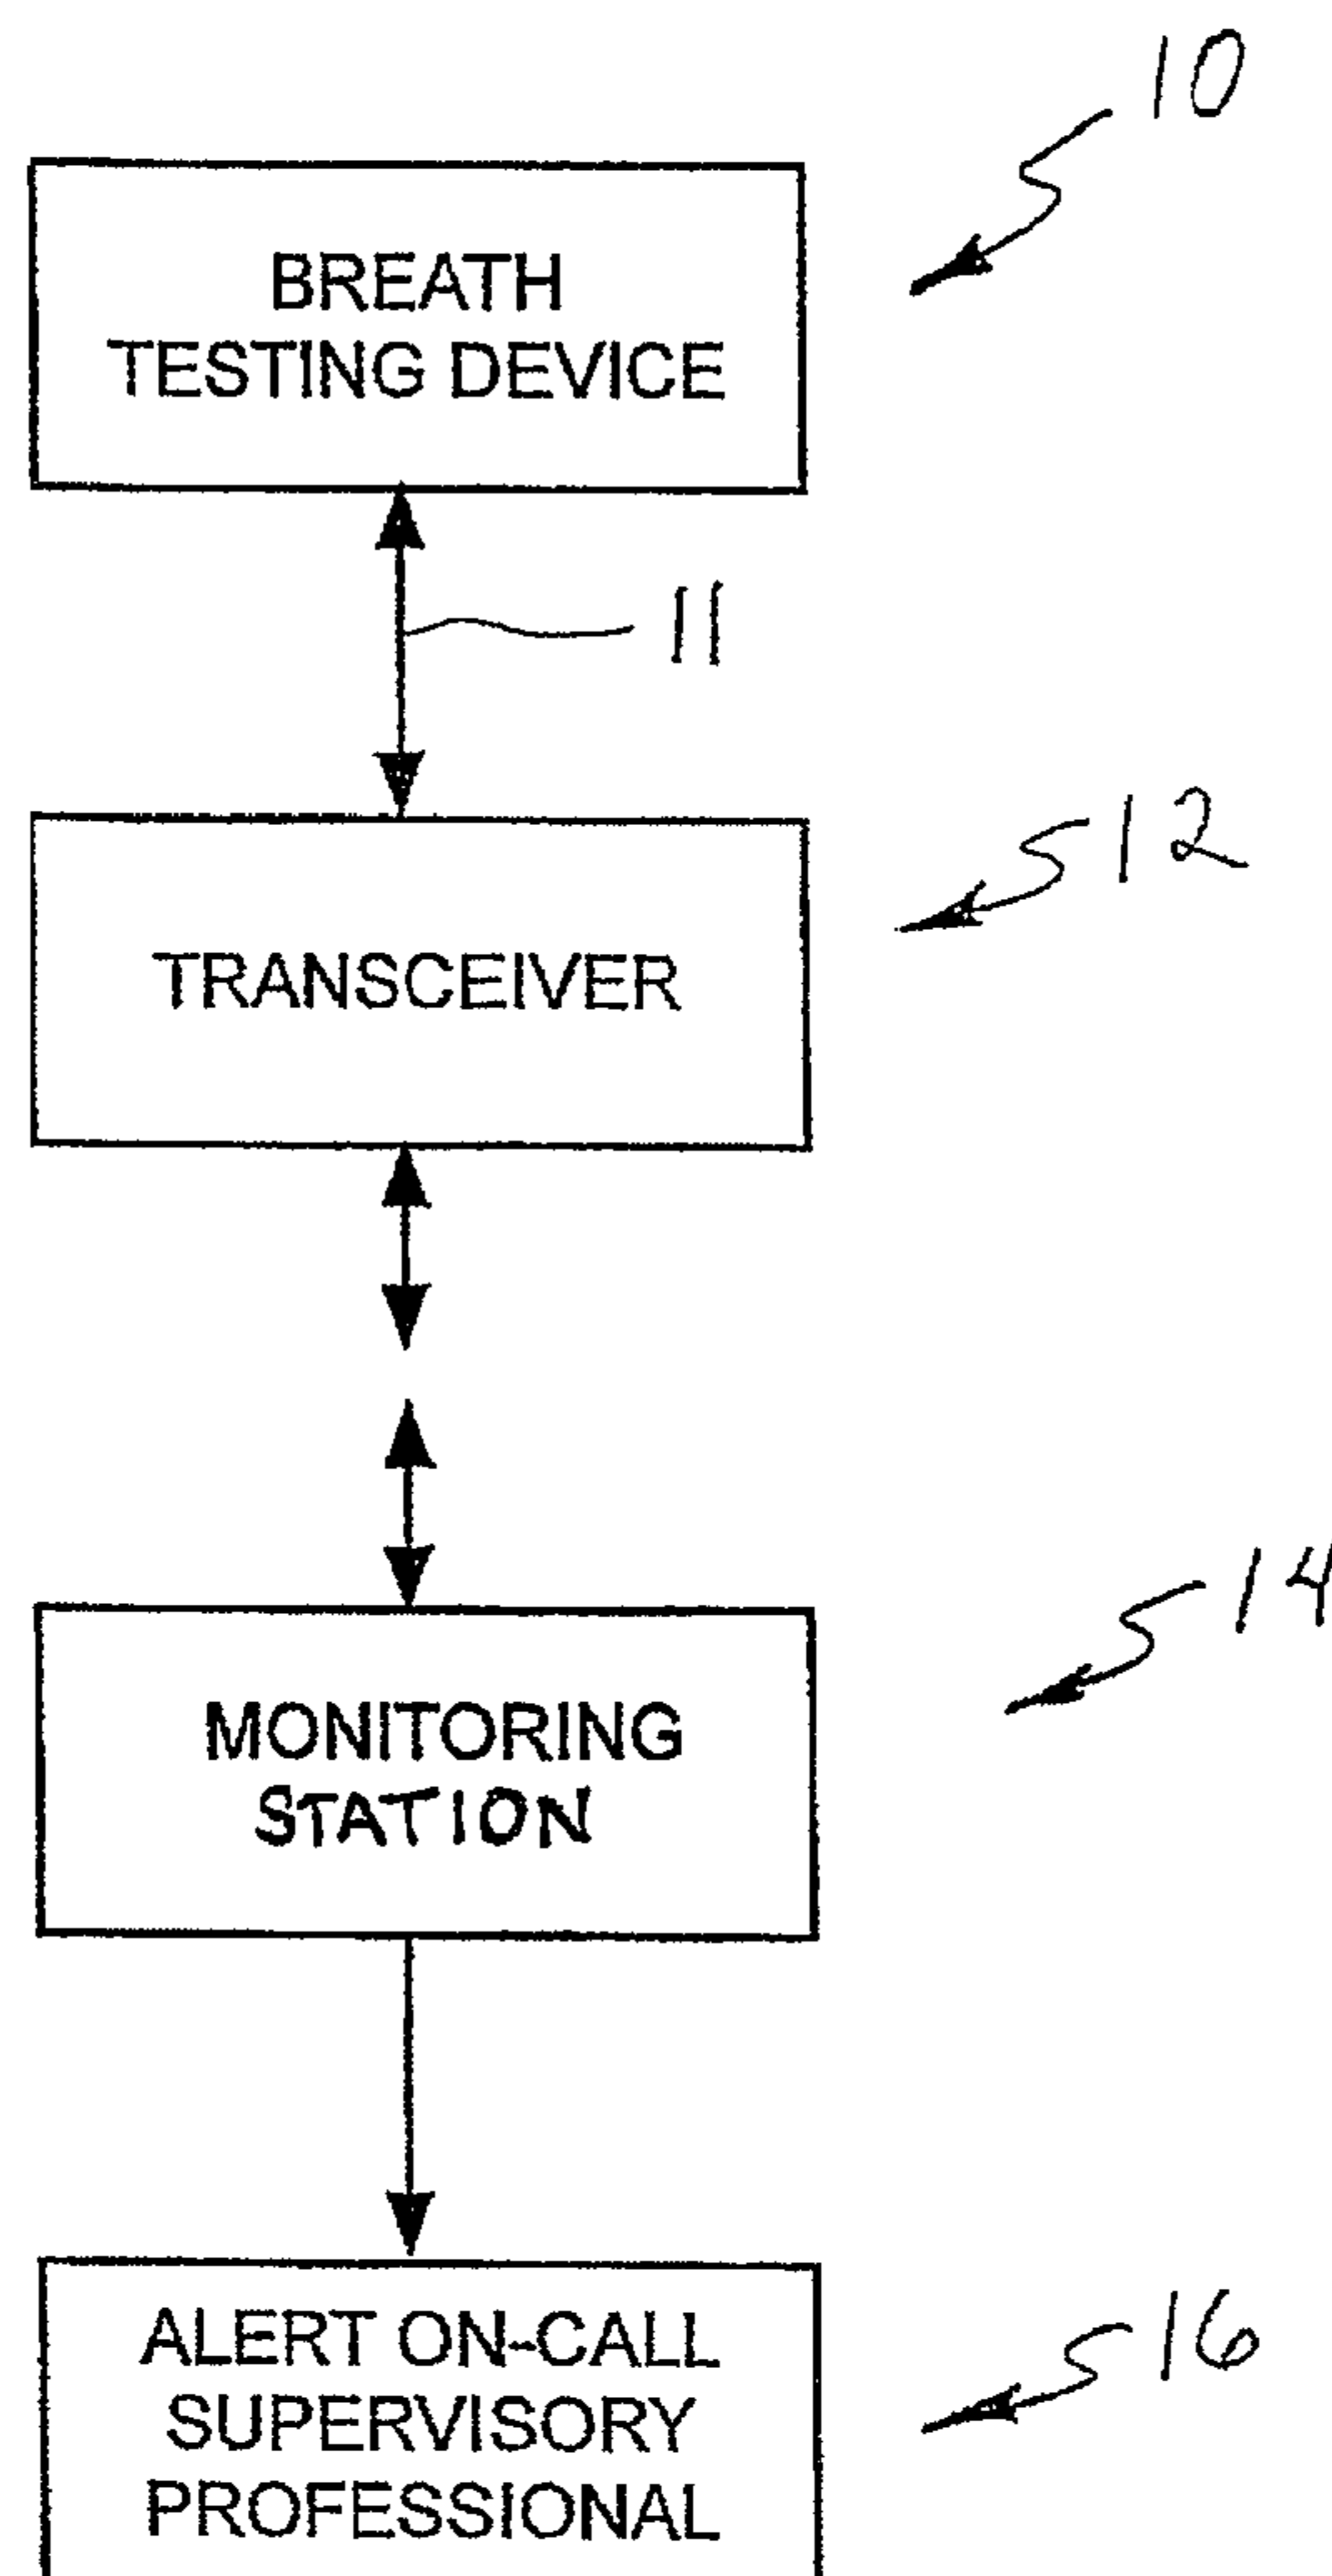 10
BREATH
TESTING DEVICE
11
12
TRANSCEIVER
14
MONITORING
STATION
16
ALERT ON-CALL
SUPERVISORY
PROFESSIONAL